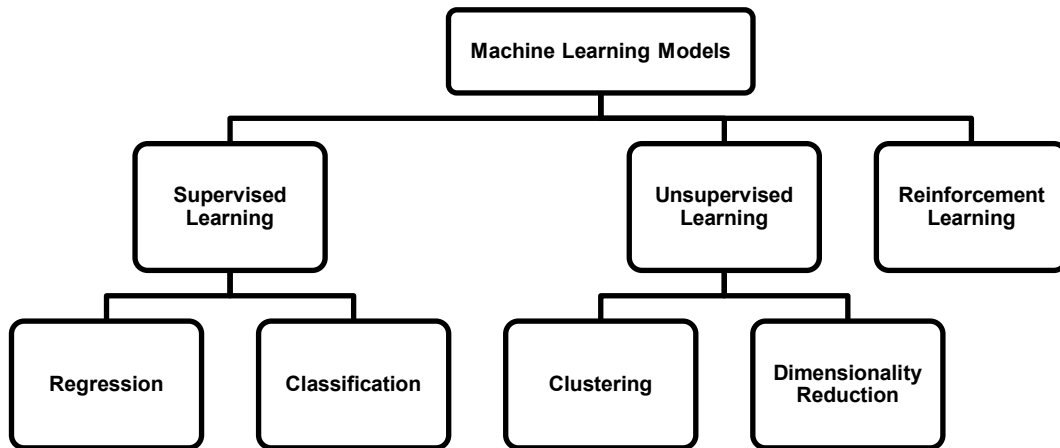 Machine Learning Models
Supervised
Learning
Unsupervised
Learning
Reinforcement
Learning
Regression
Classification
Clustering
Dimensionality
Reduction